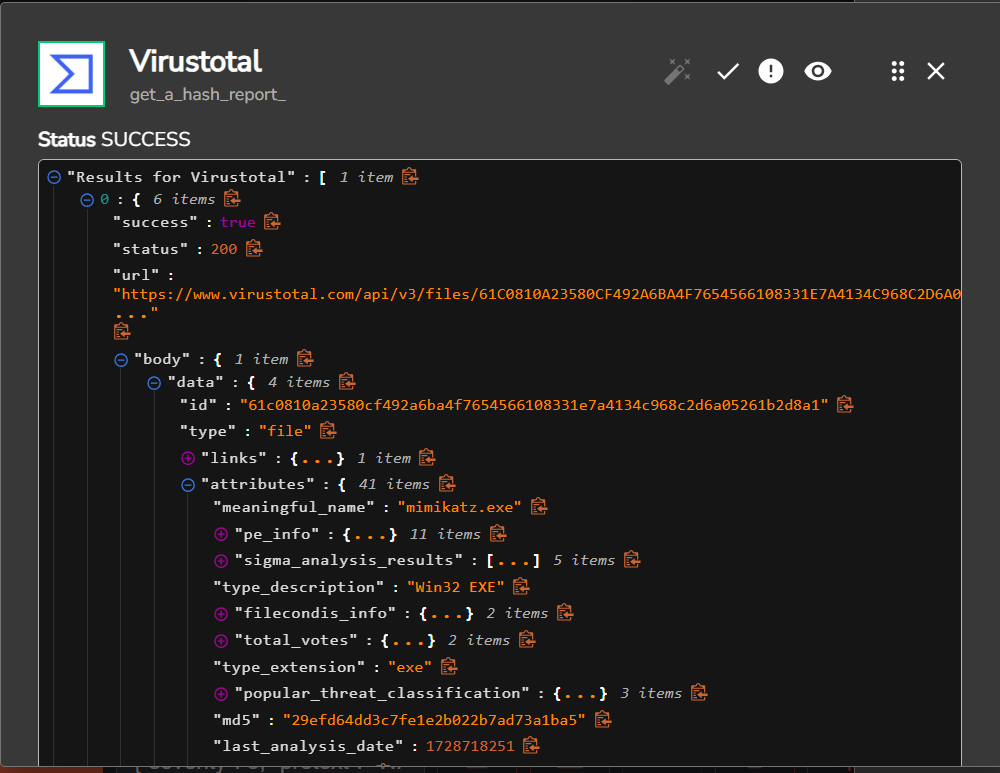 Virustotal
get_a_hash_report_
Status SUCCESS
"Results for Virustotal" : [ 1 item
0 : { 6 items
"success" : true
"status" : 200
"url" :
"https://www.virustotal.com/api/v3/files/61C0810A23580CF492A6BA4F7654566108331E7A4134C968C2D6A0
..."
"body" : { 1 item
"data" : { 4 items
"id" : "61c0810a23580cf492a6ba4f7654566108331e7a4134c968c2d6a05261b2d8a1"
"type" : "file"
"links" : {...} 1 item
"attributes" : { 41 items
"meaningful_name" : "mimikatz.exe"
"pe_info" : {...} 11 items
"sigma_analysis_results" : [...] 5 items
"type_description" : "Win32 EXE"
"filecondis_info" : {...} 2 items
"total_votes" : {...} 2 items
"type_extension" : "exe"
"popular_threat_classification" : {...} 3 items
"md5" : "29efd64dd3c7fe1e2b022b7ad73a1ba5"
"last_analysis_date" : 1728718251